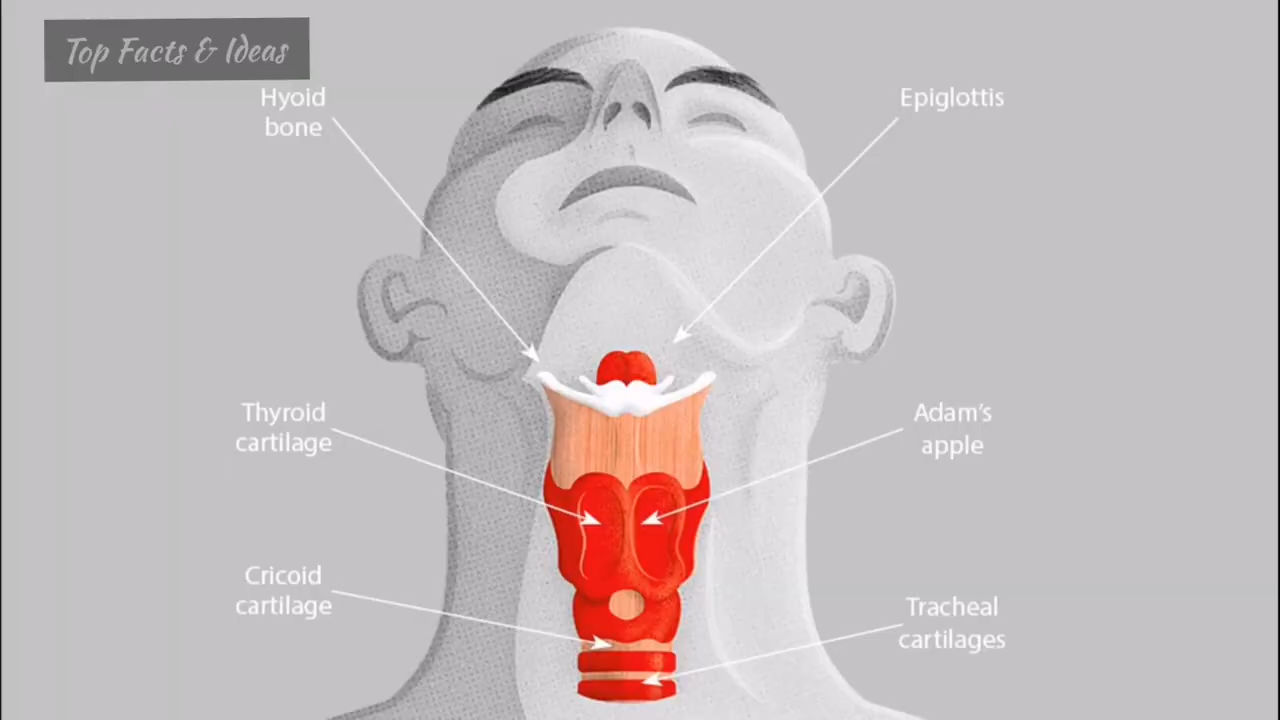 Top Facts & Ideas
Hyoid
bone
Epiglottis
Thyroid
cartilage
Adam's
apple
Cricoid
cartilage
Tracheal
cartilages